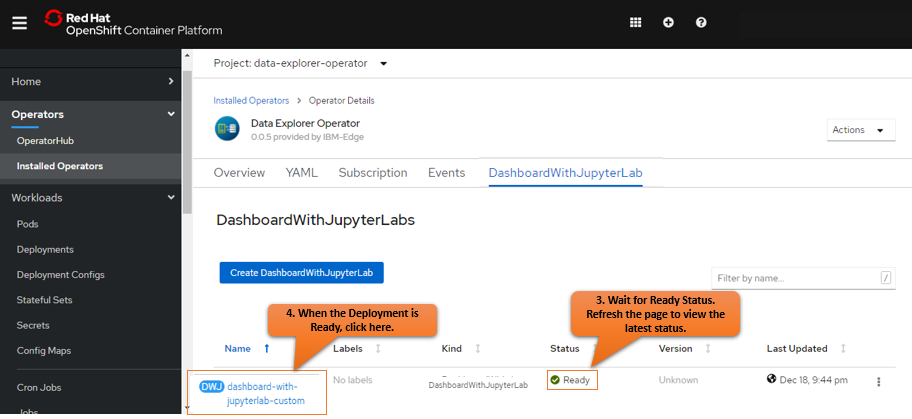 Red Hat
OpenShift Container Platform
Project: data-explorer-operator
Home
Operators
OperatorHub
Installed Operators
Workloads
Pods
Deployments
Deployment Configs
Stateful Sets
Secrets
Config Maps
Cron Jobs
Jobs
Installed Operators > Operator Details
Data Explorer Operator
0.0.5 provided by IBM-Edge
Actions
Overview YAML Subscription Events DashboardWithJupyterLab
DashboardWithJupyterLabs
Create DashboardWithJupyterLab
Filter by name... /
4. When the Deployment is
Ready, click here.
3. Wait for Ready Status.
Refresh the page to view the
latest status.
Name Labels Kind Status Version Last Updated
DWJ dashboard-with-
jupyterlab-custom
No labels
DashboardWithJupyterLab
Ready
Unknown
Dec 18, 9:44 pm